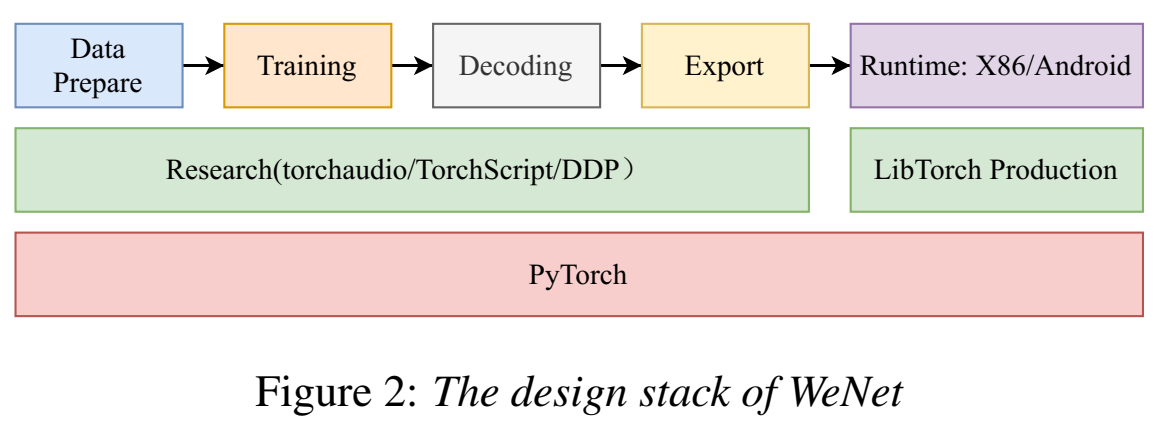 Data
Prepare
Training
Decoding
Export
Runtime: X86/Android
Research(torchaudio/TorchScript/DDP）
LibTorch Production
PyTorch
Figure 2: The design stack of WeNet